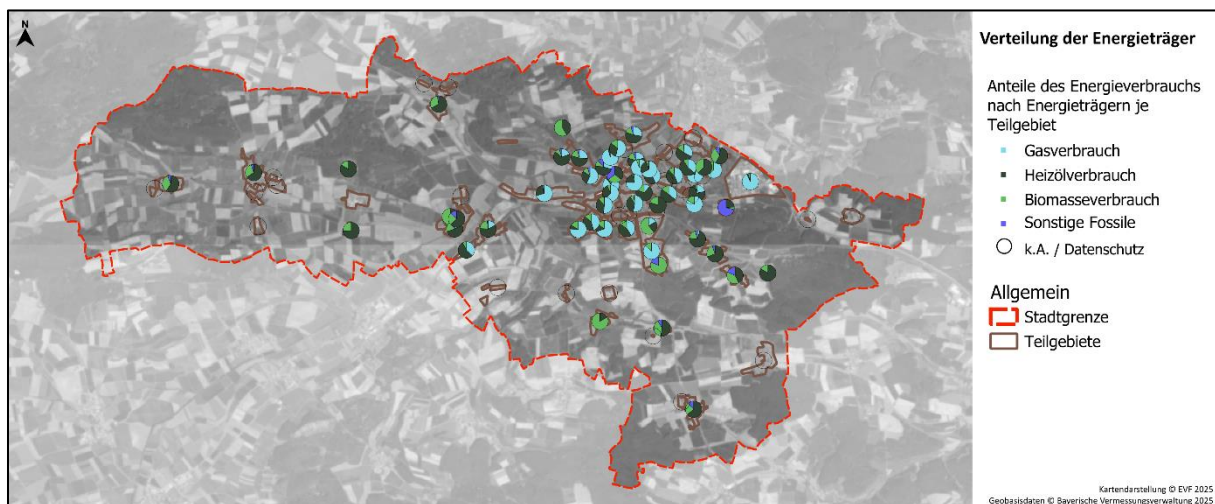 N
Verteilung der Energieträger
Anteile des Energieverbrauchs
nach Energieträgern je
Teilgebiet
Gasverbrauch
Heizölverbrauch
Biomasseverbrauch
Sonstige Fossile
k.A. / Datenschutz
Allgemein
Stadtgrenze
Teilgebiete
Kartendarstellung © EVF 2025
Geobasisdaten © Bayerische Vermessungsverwaltung 2025